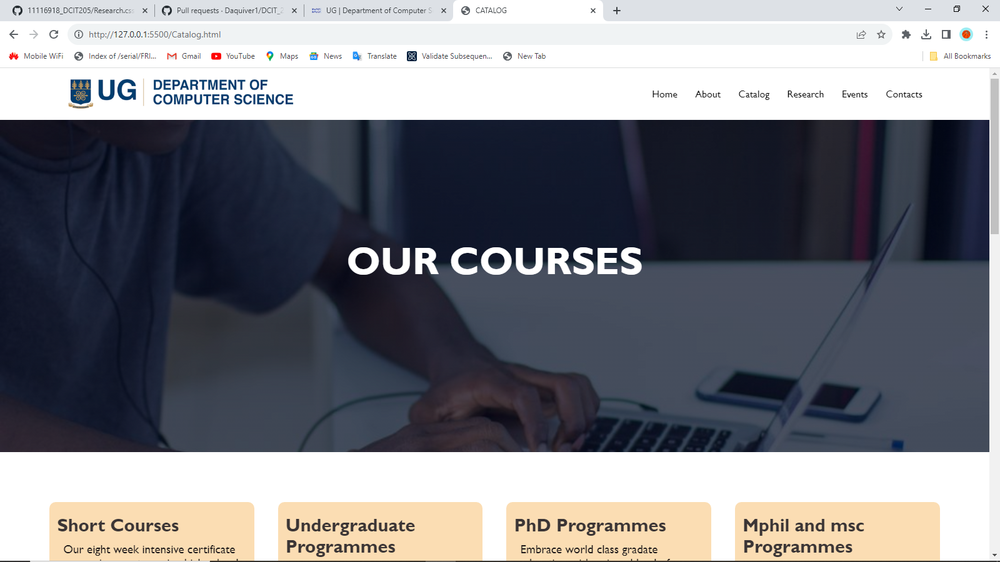 11116918_DCIT205/Research.css
Pull requests · Daquiver1/DCIT_2
UG | Department of Computer S
CATALOG
http://127.0.0.1:5500/Catalog.html
Mobile WiFi
Index of /serial/FRI...
Gmail
YouTube
Maps
News
Translate
Validate Subsequen...
New Tab
All Bookmarks
UG
DEPARTMENT OF
COMPUTER SCIENCE
Home
About
Catalog
Research
Events
Contacts
OUR COURSES
Short Courses
Our eight week intensive certificate
Undergraduate
Programmes
PhD Programmes
Embrace world class gradate
Mphil and msc
Programmes